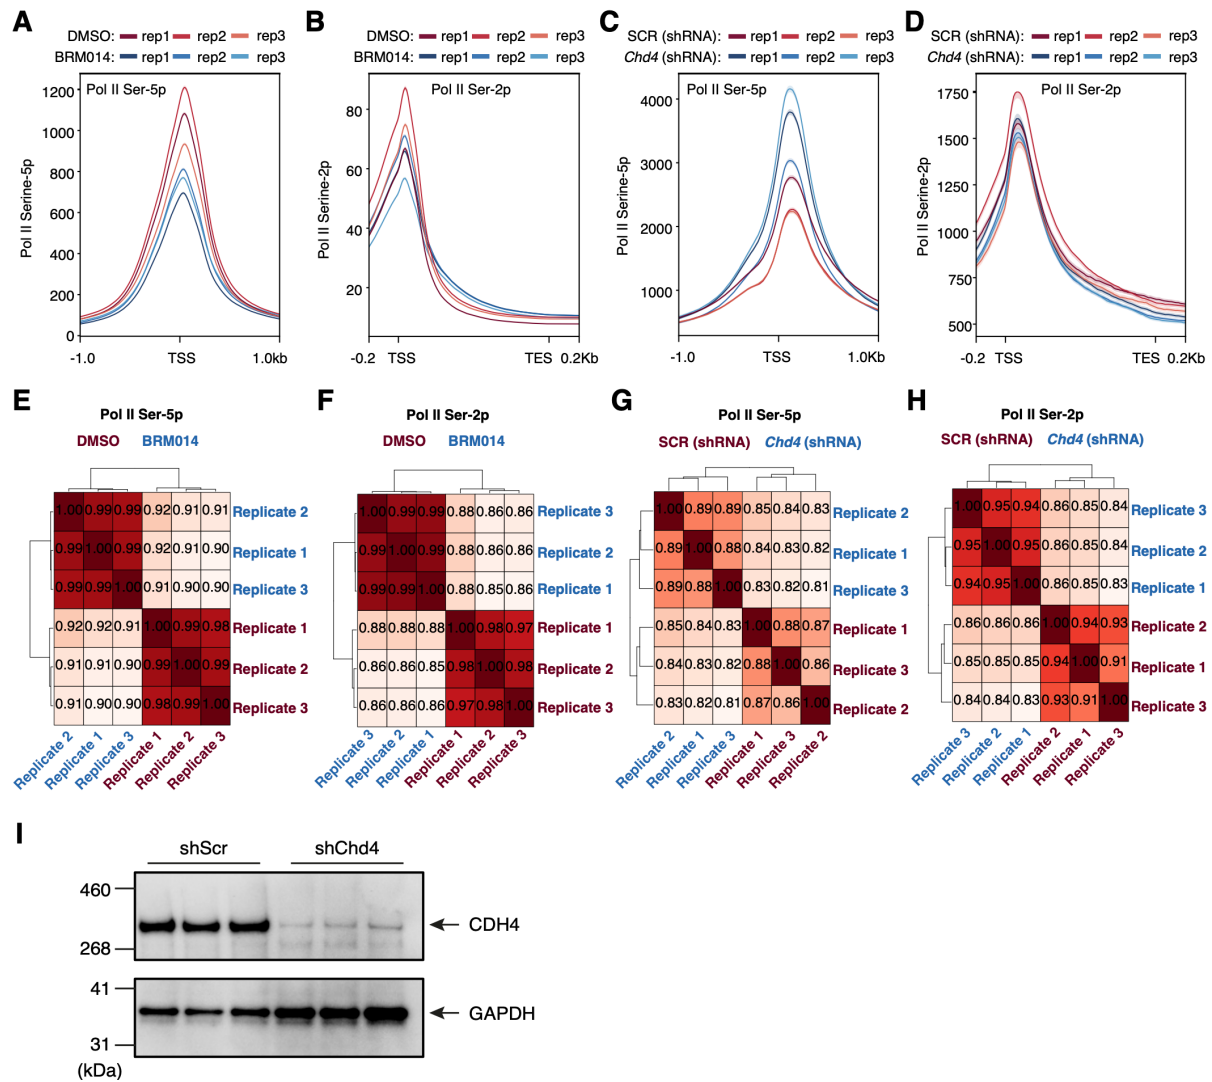 A
DMSO: rep1 rep2 rep3
BRM014: rep1 rep2 rep3
Pol II Ser-5p
Pol II Serine-5p
1200
1000
800
600
400
200
0
-1.0 TSS 1.0Kb
B
DMSO: rep1 rep2 rep3
BRM014: rep1 rep2 rep3
Pol II Ser-2p
Pol II Serine-2p
80
60
40
20
-0.2 TSS TES 0.2Kb
C
SCR (shRNA): rep1 rep2 rep3
Chd4 (shRNA): rep1 rep2 rep3
Pol II Ser-5p
Pol II Serine-5p
4000
3000
2000
1000
-1.0 TSS 1.0Kb
D
SCR (shRNA): rep1 rep2 rep3
Chd4 (shRNA): rep1 rep2 rep3
Pol II Ser-2p
Pol II Serine-2p
1750
1500
1250
1000
750
500
-0.2 TSS TES 0.2Kb
E
Pol II Ser-5p
DMSO BRM014
1.00 0.99 0.99 0.92 0.91 0.91 Replicate 2
0.99 1.00 0.99 0.92 0.91 0.90 Replicate 1
0.99 0.99 1.00 0.91 0.90 0.90 Replicate 3
0.92 0.92 0.91 1.00 0.99 0.98 Replicate 1
0.91 0.91 0.90 0.99 1.00 0.99 Replicate 2
0.91 0.90 0.90 0.98 0.99 1.00 Replicate 3
Replicate 2 Replicate 1 Replicate 3 Replicate 1 Replicate 2 Replicate 3
F
Pol II Ser-2p
DMSO BRM014
1.00 0.99 0.99 0.88 0.86 0.86 Replicate 3
0.99 1.00 0.99 0.88 0.86 0.86 Replicate 2
0.99 0.99 1.00 0.88 0.85 0.86 Replicate 1
0.88 0.88 0.88 1.00 0.98 0.97 Replicate 1
0.86 0.86 0.85 0.98 1.00 0.98 Replicate 2
0.86 0.86 0.86 0.97 0.98 1.00 Replicate 3
Replicate 3 Replicate 2 Replicate 1 Replicate 1 Replicate 2 Replicate 3
G
Pol II Ser-5p
SCR (shRNA) Chd4 (shRNA)
1.00 0.89 0.89 0.85 0.84 0.83 Replicate 2
0.89 1.00 0.88 0.84 0.83 0.82 Replicate 1
0.89 0.88 1.00 0.83 0.82 0.81 Replicate 3
0.85 0.84 0.83 1.00 0.88 0.87 Replicate 1
0.84 0.83 0.82 0.88 1.00 0.86 Replicate 3
0.83 0.82 0.81 0.87 0.86 1.00 Replicate 2
Replicate 2 Replicate 1 Replicate 3 Replicate 1 Replicate 3 Replicate 2
H
Pol II Ser-2p
SCR (shRNA) Chd4 (shRNA)
1.00 0.95 0.94 0.86 0.85 0.84 Replicate 3
0.95 1.00 0.95 0.86 0.85 0.84 Replicate 2
0.94 0.95 1.00 0.86 0.85 0.83 Replicate 1
0.86 0.86 0.86 1.00 0.94 0.93 Replicate 2
0.85 0.85 0.85 0.94 1.00 0.91 Replicate 1
0.84 0.84 0.83 0.93 0.91 1.00 Replicate 3
Replicate 3 Replicate 2 Replicate 1 Replicate 2 Replicate 1 Replicate 3
I
shScr shChd4
460
268
CDH4
41
31
GAPDH
(kDa)